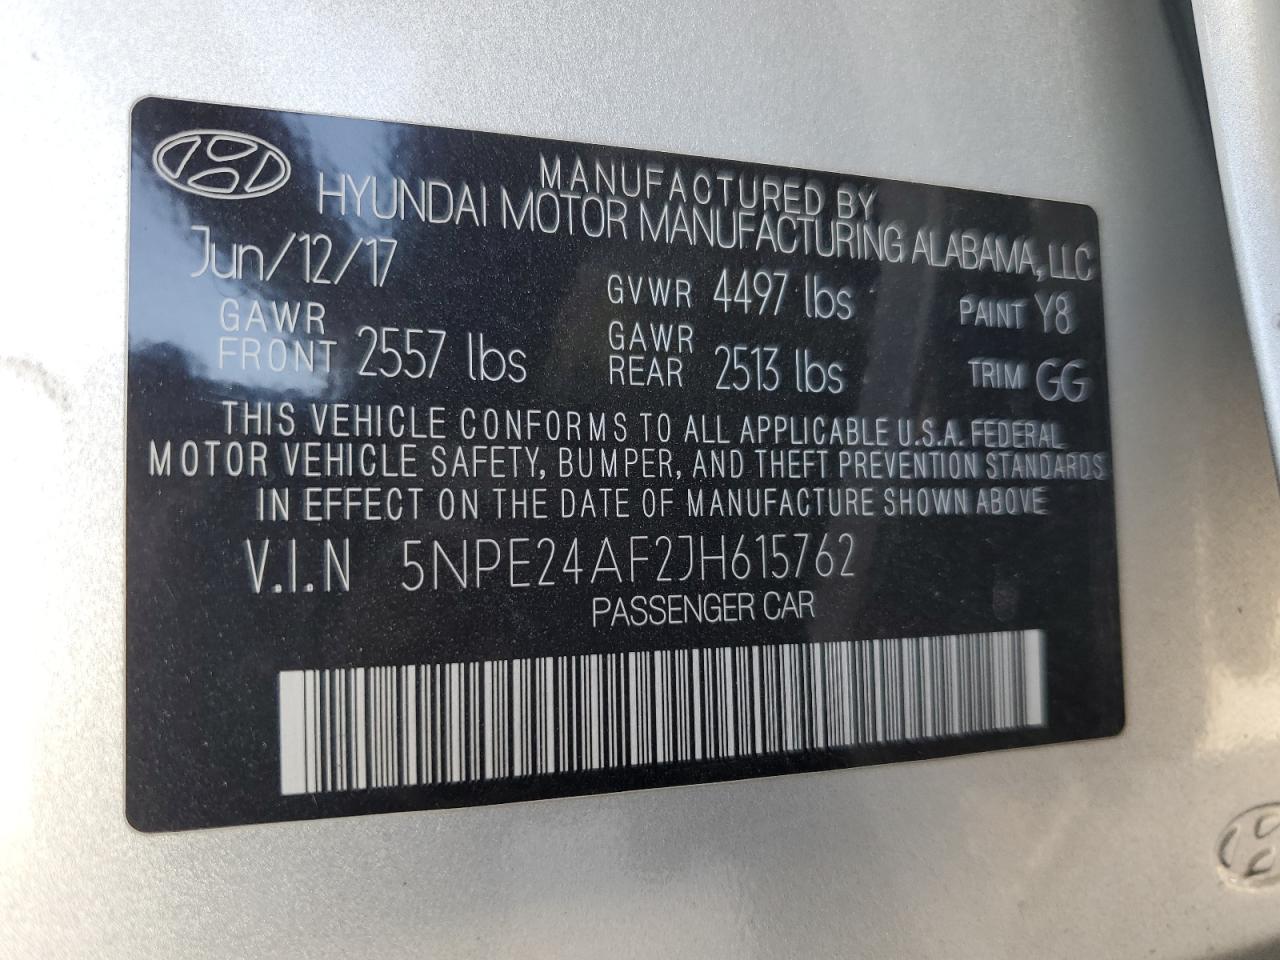 MANUFACTURED BY
HYUNDAI MOTOR MANUFACTURING ALABAMA, LLC
Jun/12/17
GVWR 4497 lbs PAINT Y8
GAWR FRONT 2557 lbs GAWR REAR 2513 lbs TRIM GG
THIS VEHICLE CONFORMS TO ALL APPLICABLE U.S.A. FEDERAL
MOTOR VEHICLE SAFETY, BUMPER, AND THEFT PREVENTION STANDARDS
IN EFFECT ON THE DATE OF MANUFACTURE SHOWN ABOVE
V.I.N 5NPE24AF2JH615762
PASSENGER CAR